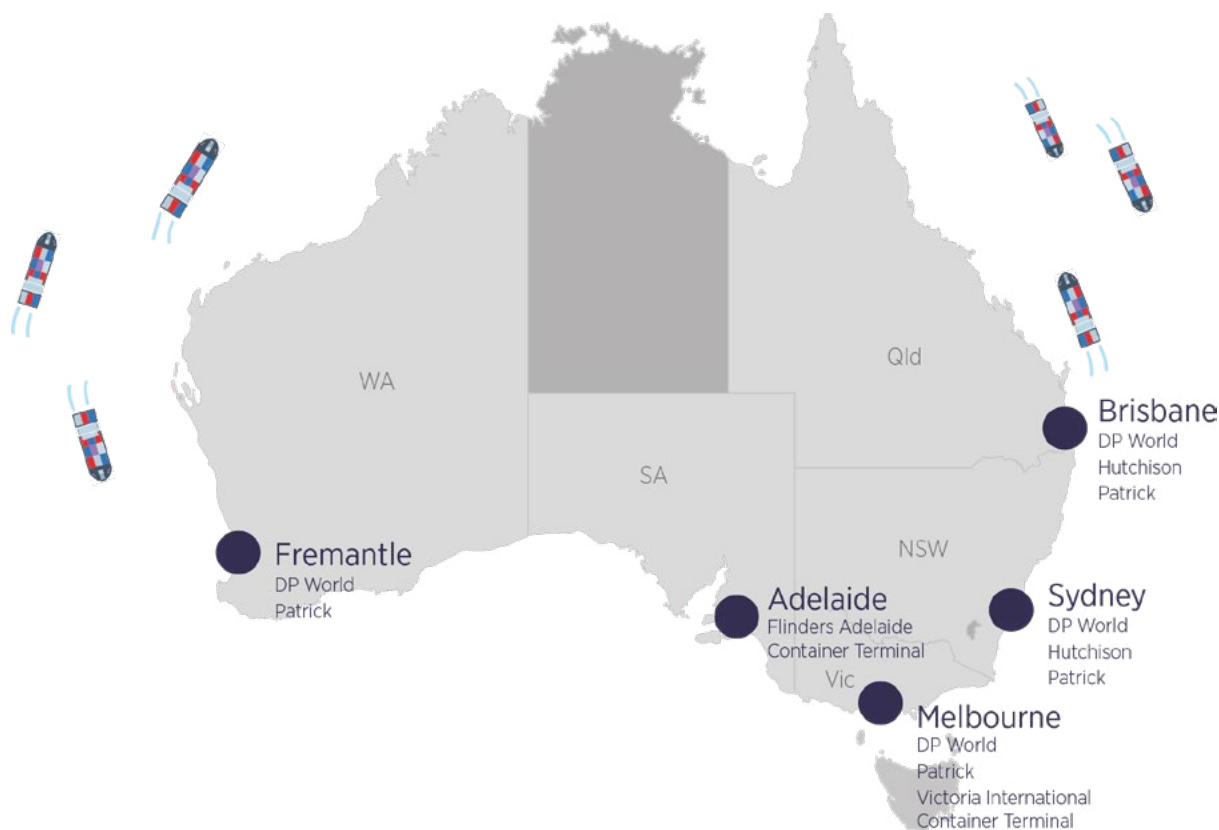 WA
Qld
SA
NSW
Vic
Brisbane
DP World
Hutchison
Patrick
Fremantle
DP World
Patrick
Adelaide
Flinders Adelaide
Container Terminal
Sydney
DP World
Hutchison
Patrick
Melbourne
DP World
Patrick
Victoria International
Container Terminal